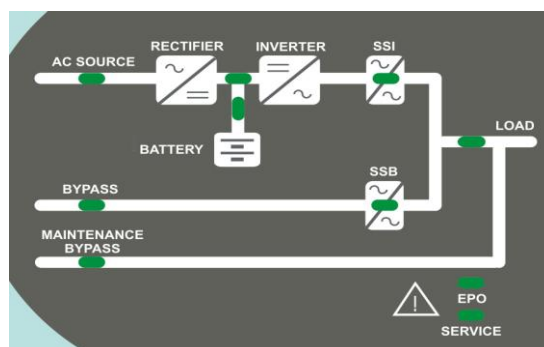 RECTIFIER
INVERTER
SSI
AC SOURCE
LOAD
BATTERY
BYPASS
SSB
MAINTENANCE
BYPASS
EPO
SERVICE